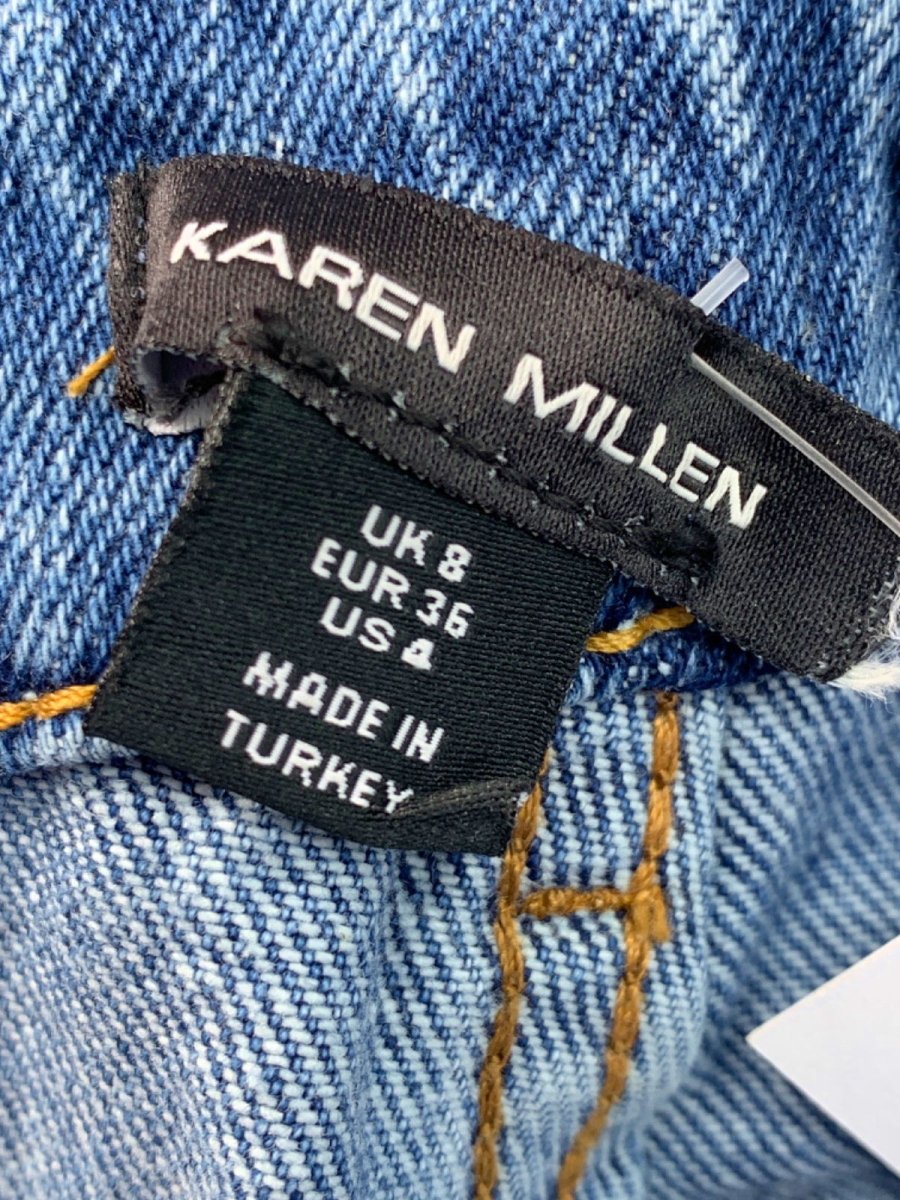 KAREN MILLEN
UK 8
EUR 36
US 4
MADE IN
TURKEY